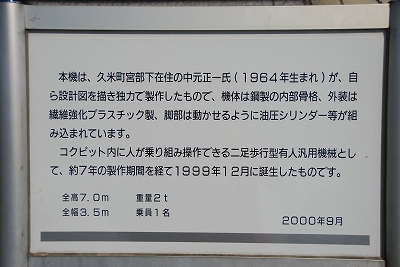 本機は、久米町宮部下在住の中元正一氏(1964年生まれ)が、自
ら設計図を描き独力で製作したもので、機体は鋼製の内部骨格、外装は
繊維強化プラスチック製、脚部は動かせるように油圧シリンダー等が組
み込まれています。
コクピット内に人が乗り組み操作できる二足歩行型有人汎用機械とし
て、約7年の製作期間を経て1999年12月に誕生したものです。
全高7.0m 重量2t
全幅3.5m 乗員1名
2000年9月